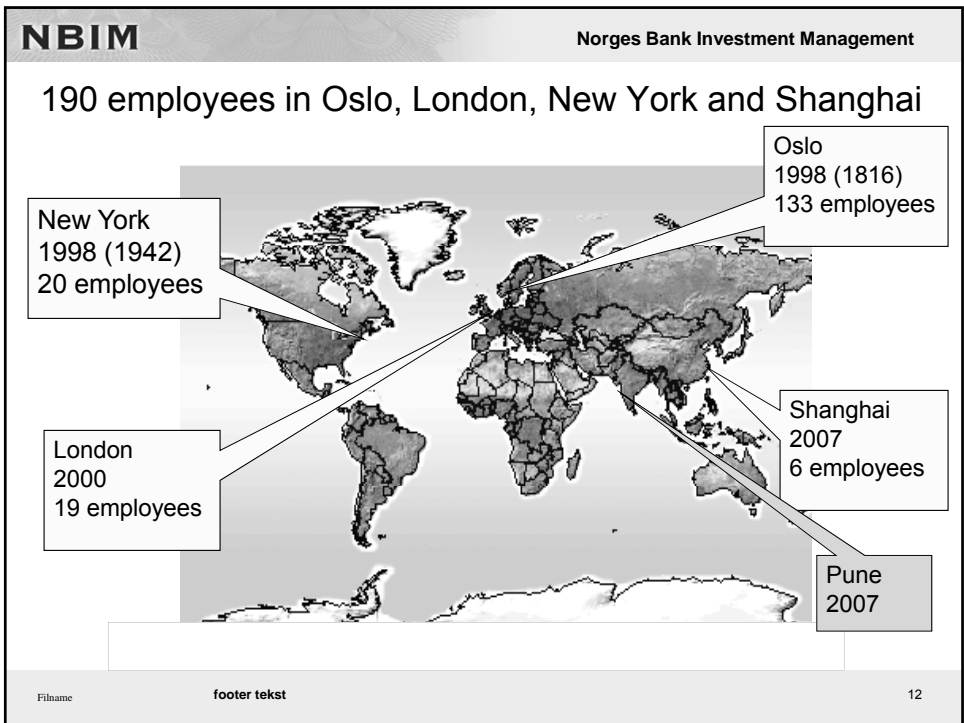 NBIM
Norges Bank Investment Management
190 employees in Oslo, London, New York and Shanghai
Oslo
1998 (1816)
133 employees
New York
1998 (1942)
20 employees
London
2000
19 employees
Shanghai
2007
6 employees
Pune
2007
Filname
footer tekst
12